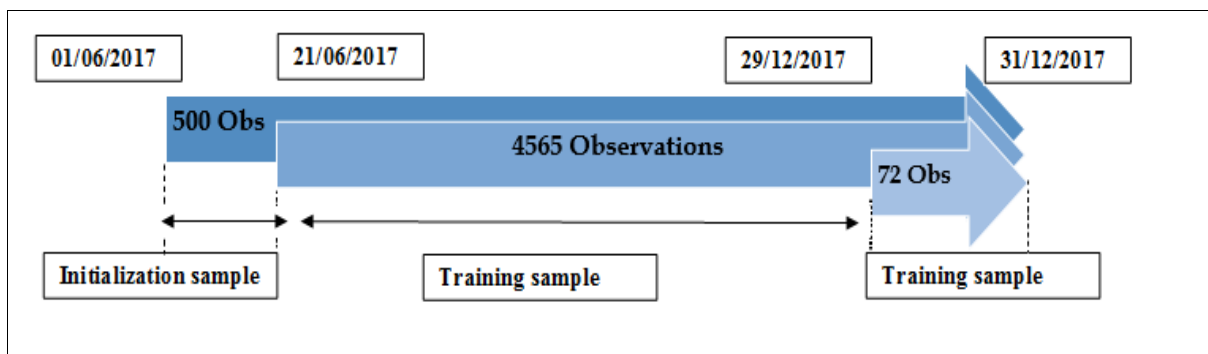 01/06/2017
21/06/2017
29/12/2017
31/12/2017
500 Obs
4565 Observations
72 Obs
Initialization sample
Training sample
Training sample